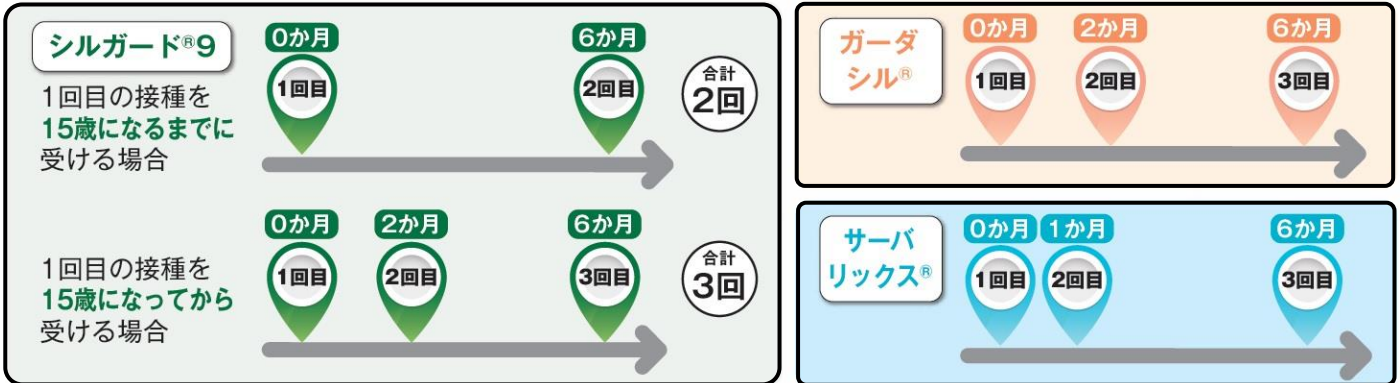 シルガード®9
1回目の接種を
15歳になるまでに
受ける場合
0か月 6か月
1回目 2回目
合計
2回
1回目の接種を
15歳になってから
受ける場合
0か月 2か月 6か月
1回目 2回目 3回目
合計
3回
ガーダ
シル®
0か月 2か月 6か月
1回目 2回目 3回目
サーバ
リックス®
0か月 1か月 6か月
1回目 2回目 3回目